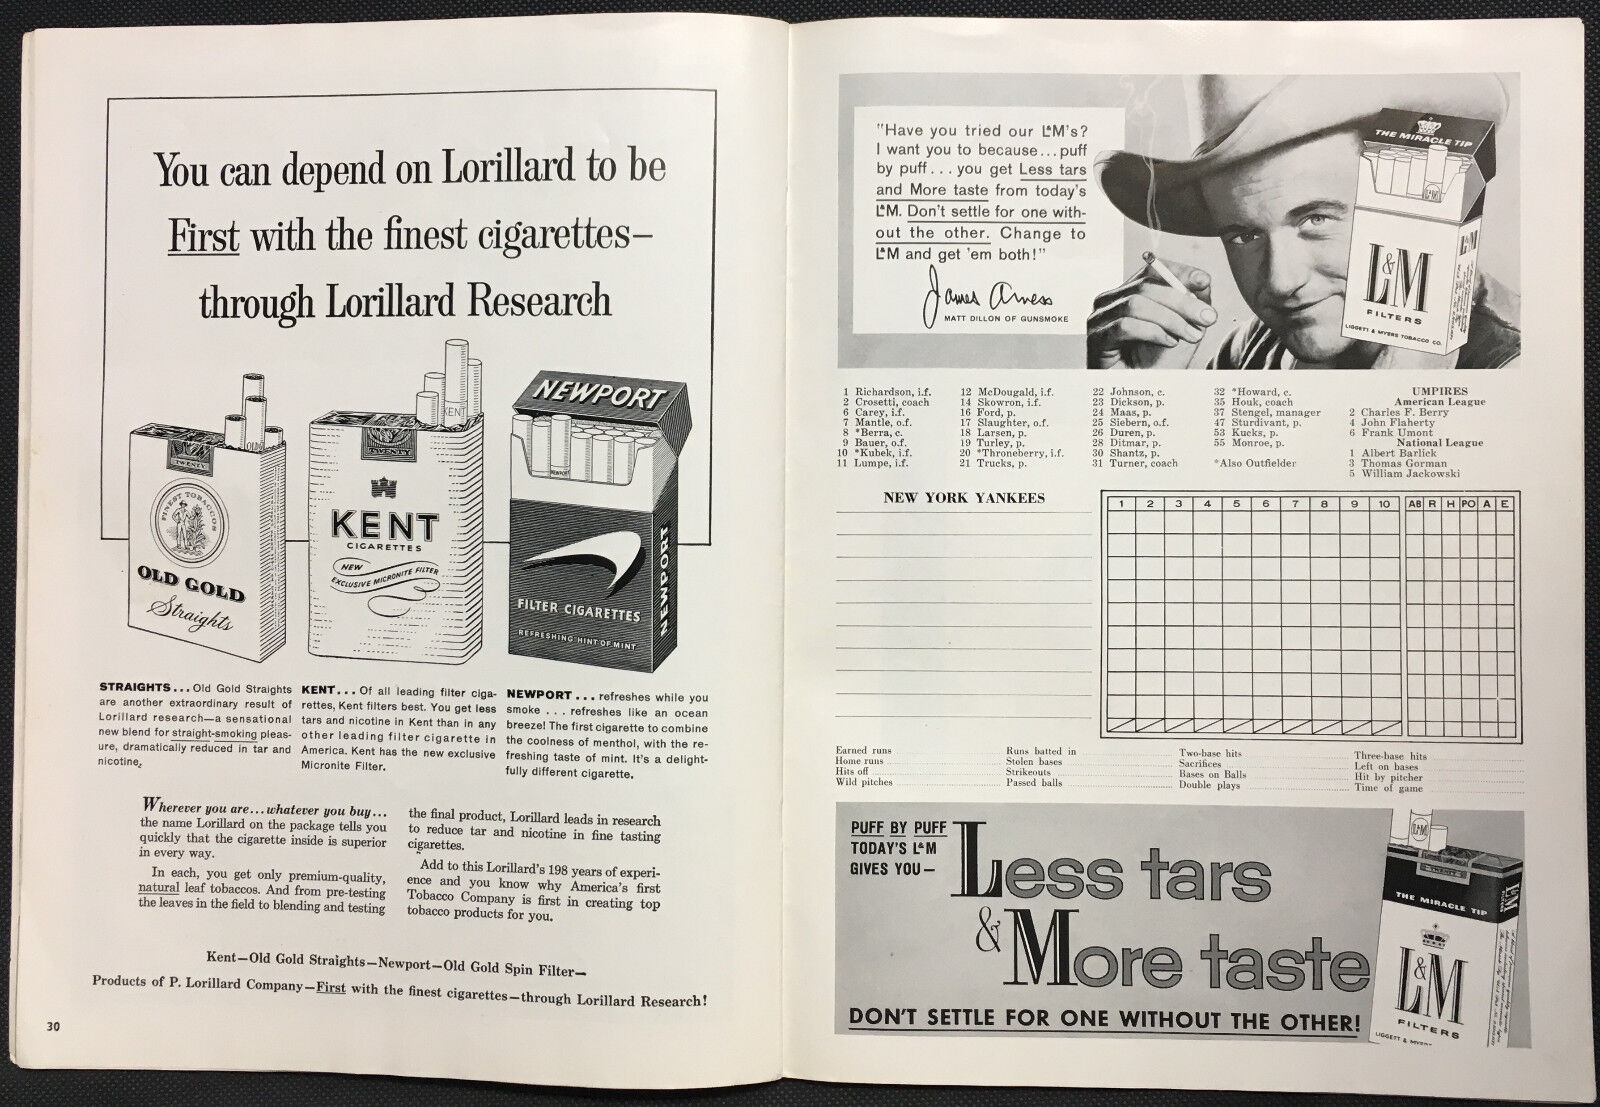 You can depend on Lorillard to be
First with the finest cigarettes—
through Lorillard Research
OLD GOLD
TWENTY
FINEST TOBACCOS
OLD GOLD
Straights
KENT
TWENTY
KENT
CIGARETTES
NEW
EXCLUSIVE MICRONITE FILTER
NEWPORT
NEWPORT
FILTER CIGARETTES
REFRESHING HINT OF MINT
NEWPORT
STRAIGHTS... Old Gold Straights
are another extraordinary result of
Lorillard research—a sensational
new blend for straight-smoking pleas-
ure, dramatically reduced in tar and
nicotine.
KENT... Of all leading filter ciga-
rettes, Kent filters best. You get less
tars and nicotine in Kent than in any
other leading filter cigarette in
America. Kent has the new exclusive
Micronite Filter.
NEWPORT ... refreshes while you
smoke ... refreshes like an ocean
breeze! The first cigarette to combine
the coolness of menthol, with the re-
freshing taste of mint. It's a delight-
fully different cigarette.
Wherever you are...whatever you buy...
the name Lorillard on the package tells you
quickly that the cigarette inside is superior
in every way.
In each, you get only premium-quality,
natural leaf tobaccos. And from pre-testing
the leaves in the field to blending and testing
the final product, Lorillard leads in research
to reduce tar and nicotine in fine tasting
cigarettes.
Add to this Lorillard's 198 years of experi-
ence and you know why America's first
Tobacco Company is first in creating top
tobacco products for you.
Kent—Old Gold Straights—Newport—Old Gold Spin Filter—
Products of P. Lorillard Company—First with the finest cigarettes—through Lorillard Research!
30
"Have you tried our L&M's?
I want you to because...puff
by puff...you get Less tars
and More taste from today's
L&M. Don't settle for one with-
out the other. Change to
L&M and get 'em both!"
James Arness
MATT DILLON OF GUNSMOKE
THE MIRACLE TIP
L&M
L&M
L&M
FILTERS
LIGGETT & MYERS TOBACCO CO.
1 Richardson, i.f.
2 Crosetti, coach
6 Carey, i.f.
7 Mantle, o.f.
8 *Berra, c.
9 Bauer, o.f.
10 *Kubek, i.f.
11 Lumpe, i.f.
12 McDougald, i.f.
14 Skowron, i.f.
16 Ford, p.
17 Slaughter, o.f.
18 Larsen, p.
19 Turley, p.
20 *Throneberry, i.f.
21 Trucks, p.
22 Johnson, c.
23 Dickson, p.
24 Maas, p.
25 Siebern, o.f.
26 Duren, p.
28 Ditmar, p.
30 Shantz, p.
31 Turner, coach
32 *Howard, c.
35 Houk, coach
37 Stengel, manager
47 Sturdivant, p.
53 Kucks, p.
55 Monroe, p.
*Also Outfielder
UMPIRES
American League
2 Charles F. Berry
4 John Flaherty
6 Frank Umont
National League
1 Albert Barlick
3 Thomas Gorman
5 William Jackowski
NEW YORK YANKEES
1 2 3 4 5 6 7 8 9 10 AB R H PO A E
Earned runs
Home runs
Hits off
Wild pitches
Runs batted in
Stolen bases
Strikeouts
Passed balls
Two-base hits
Sacrifices
Bases on Balls
Double plays
Three-base hits
Left on bases
Hit by pitcher
Time of game
PUFF BY PUFF
TODAY'S L&M
GIVES YOU—
Less tars
& More taste
DON'T SETTLE FOR ONE WITHOUT THE OTHER!
L&M
TWENTY
THE MIRACLE TIP
L&M
L&M
FILTERS
LIGGETT & MYERS